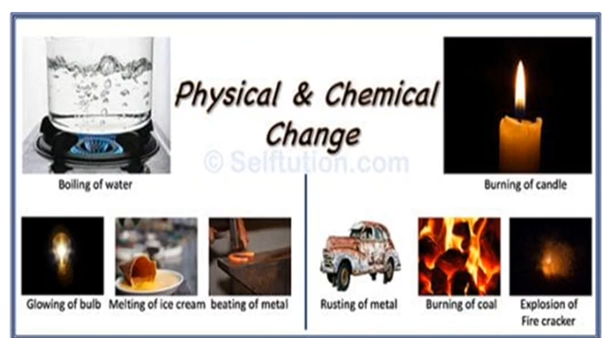 Physical & Chemical
Change
© Selftution.com
Boiling of water
Burning of candle
Glowing of bulb
Melting of ice cream
beating of metal
Rusting of metal
Burning of coal
Explosion of
Fire cracker